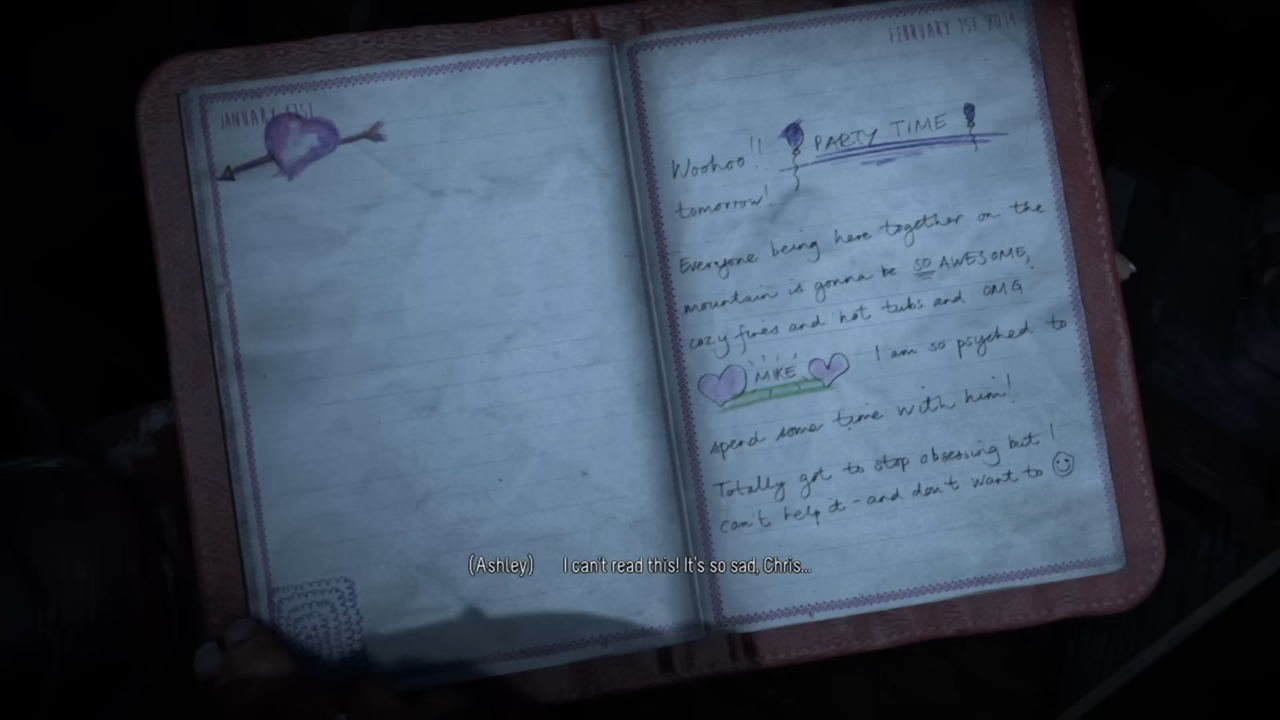 JANUARY 31ST
FEBRUARY 1ST 2014
Woohoo!! PARTY TIME
tomorrow!
Everyone being here together on the
mountain is gonna be SO AWESOME,
cozy fires and hot tubs and OMG
MIKE I am so psyched to
spend some time with him!
Totally got to stop obsessing but I
can't help it - and don't want to ☺
(Ashley) I can't read this! It's so sad, Chris...